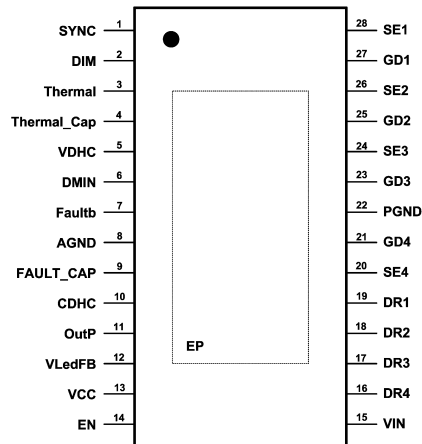 SYNC 1 28 SE1
DIM 2 27 GD1
Thermal 3 26 SE2
Thermal_Cap 4 25 GD2
VDHC 5 24 SE3
DMIN 6 23 GD3
Faultb 7 22 PGND
AGND 8 21 GD4
FAULT_CAP 9 20 SE4
CDHC 10 19 DR1
OutP 11 18 DR2
EP
VLedFB 12 17 DR3
VCC 13 16 DR4
EN 14 15 VIN